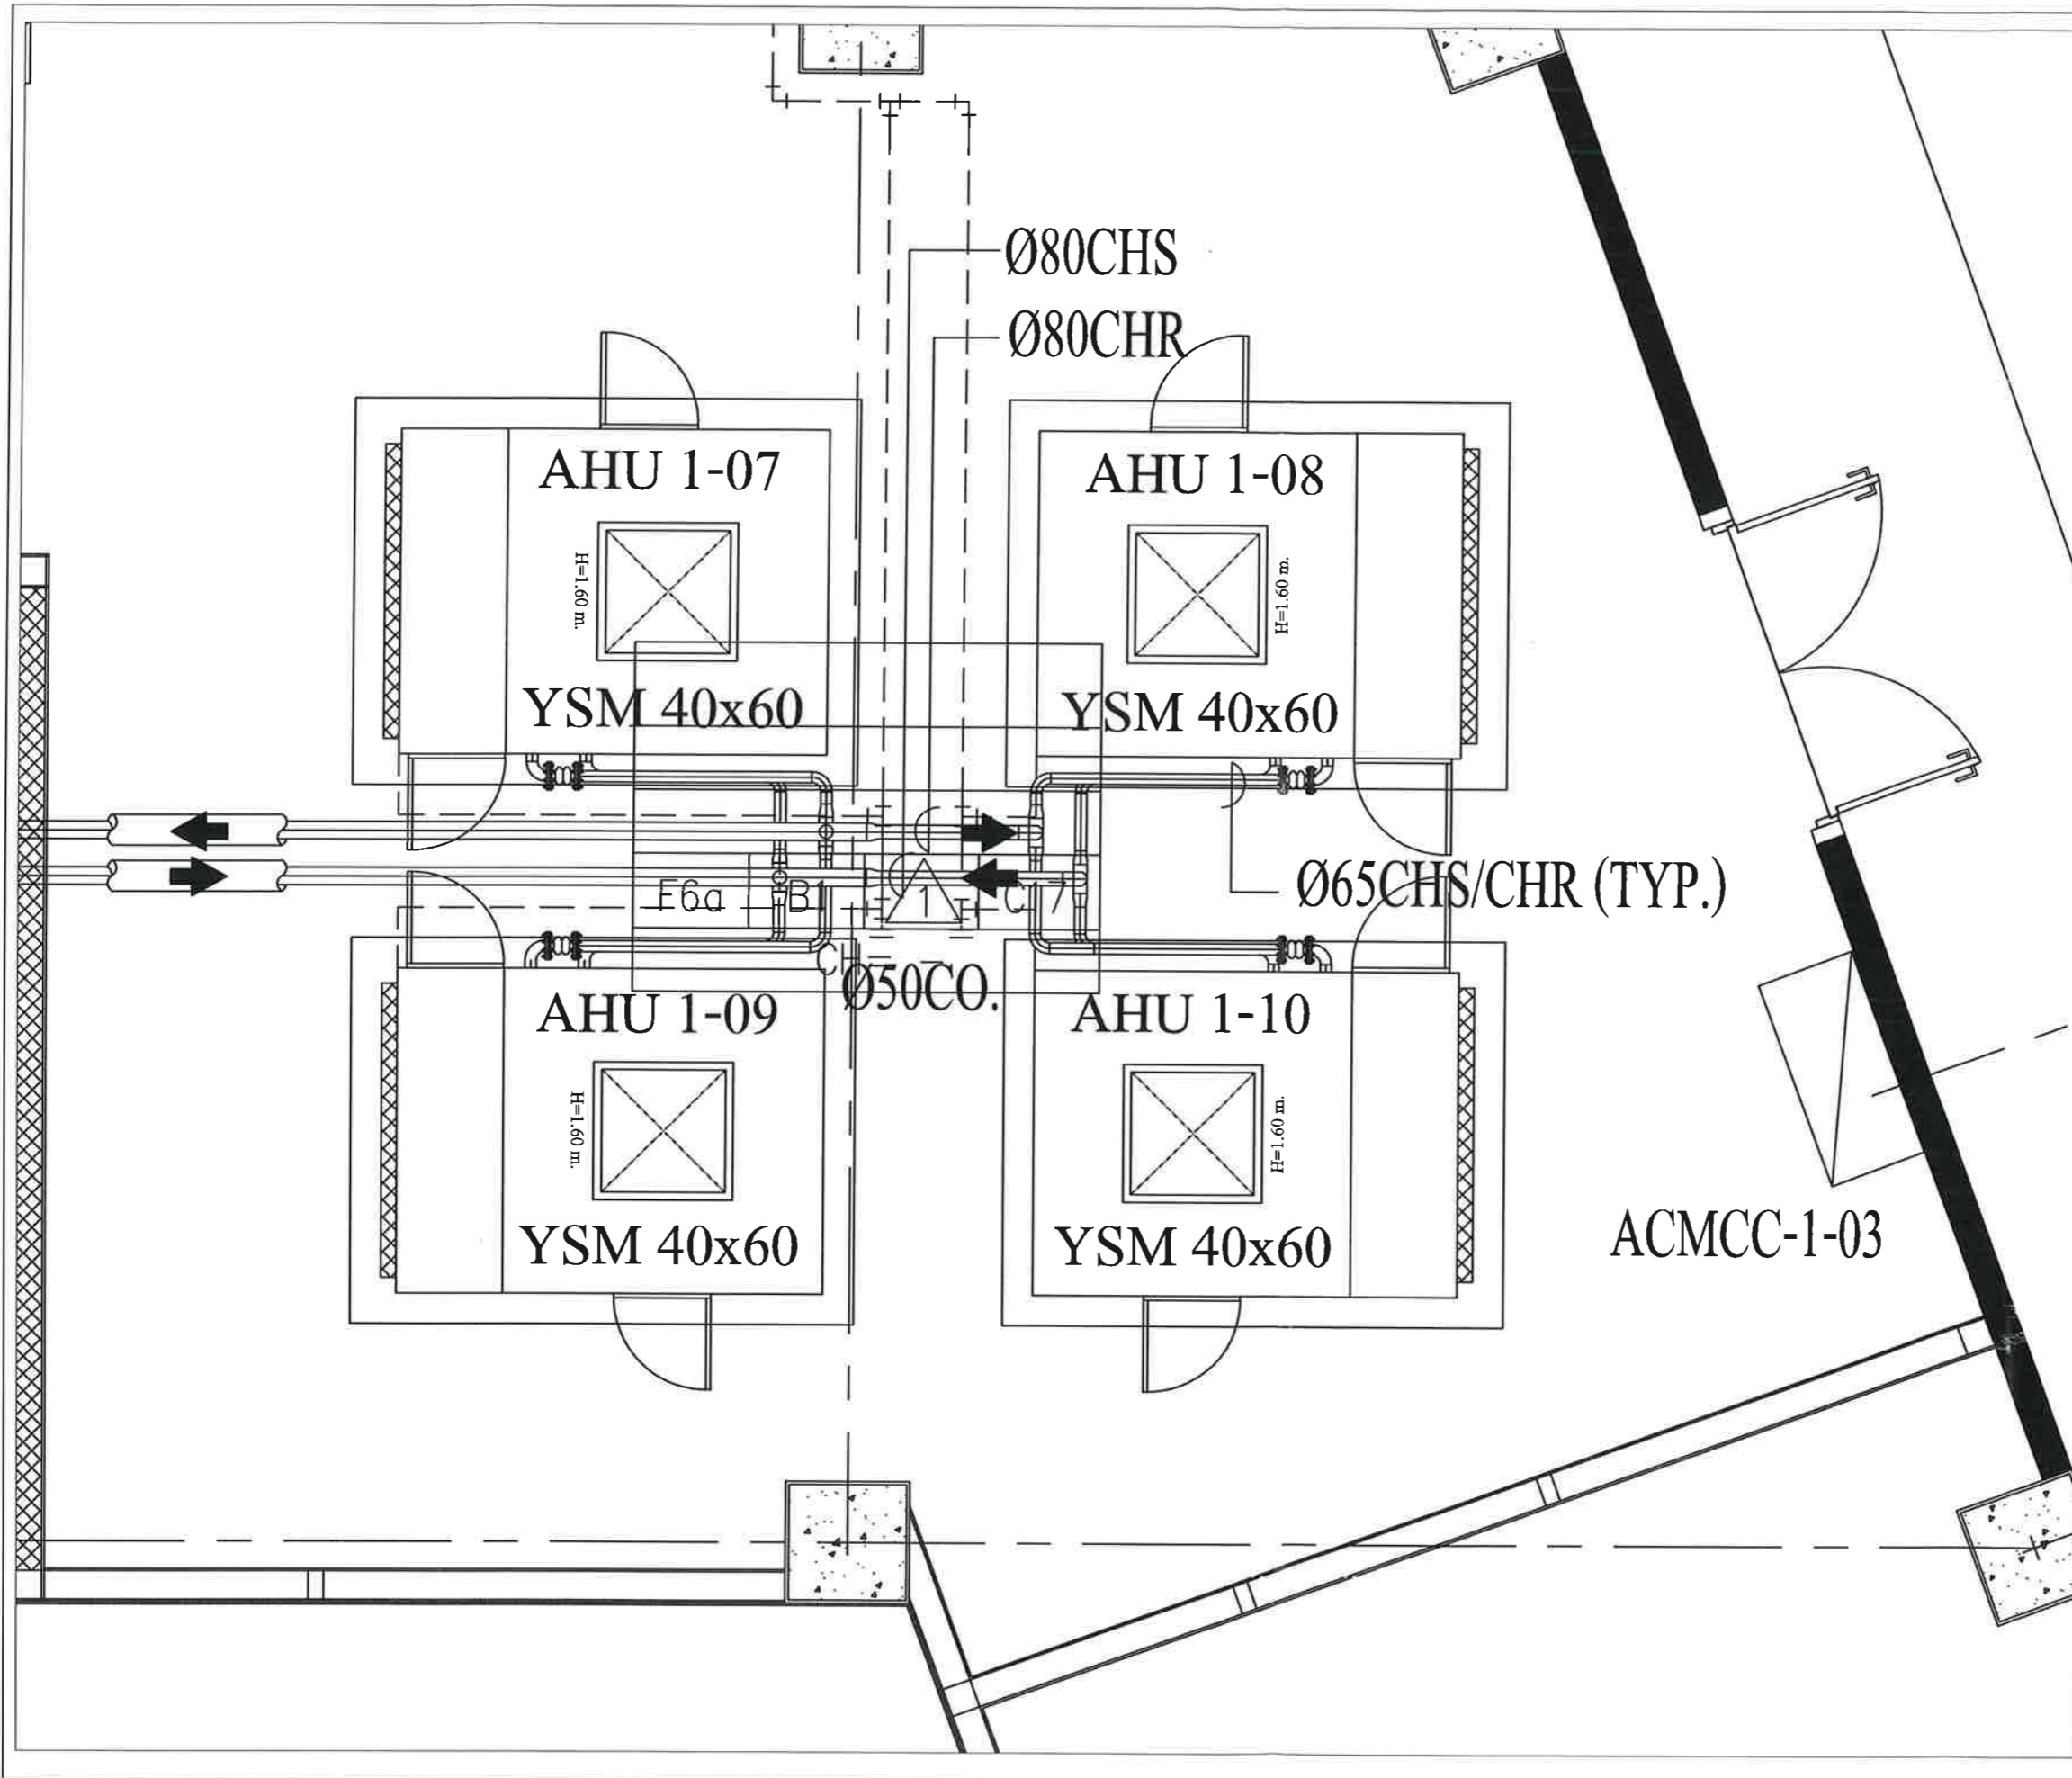 Ø80CHS
Ø80CHR
AHU 1-07
AHU 1-08
H=1.60 m.
H=1.60 m.
YSM 40x60
YSM 40x60
Ø65CHS/CHR (TYP.)
F6a
B
1
C 7
Ø50CO.
AHU 1-09
AHU 1-10
H=1.60 m.
H=1.60 m.
YSM 40x60
YSM 40x60
ACMCC-1-03